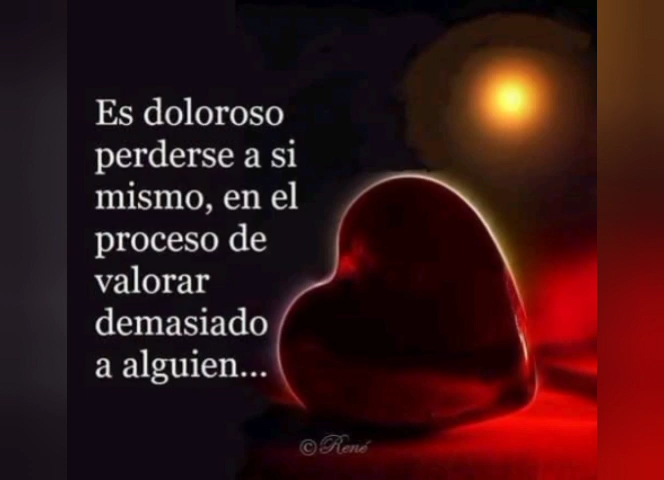 Es doloroso
perderse a si
mismo, en el
proceso de
valorar
demasiado
a alguien...
© René